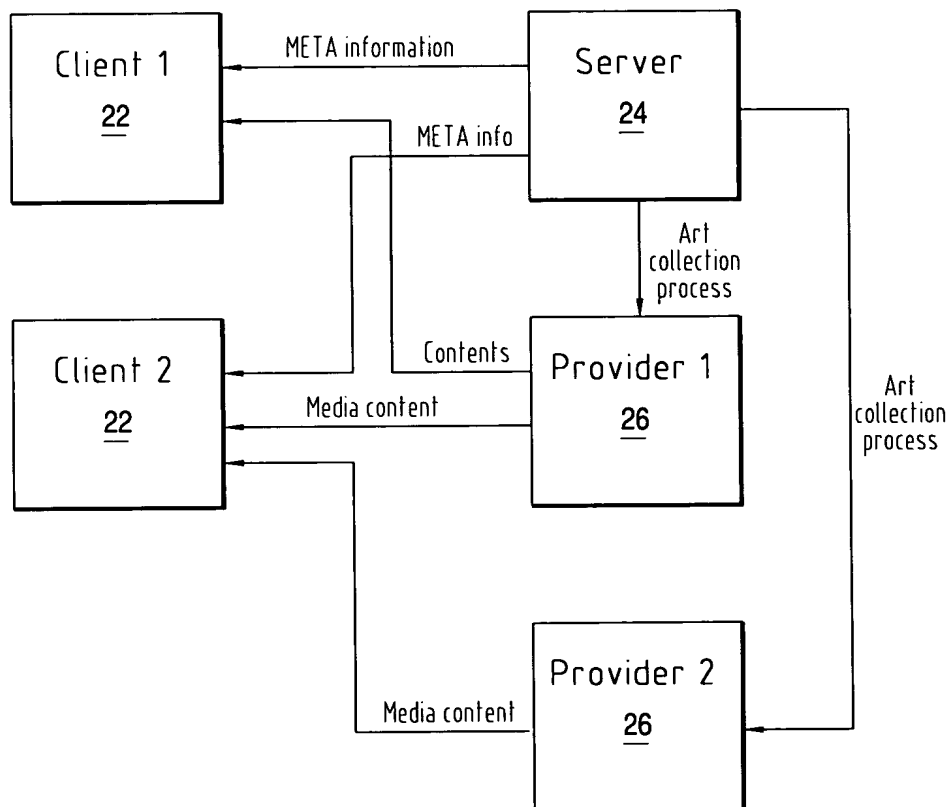 Client 1
22
META information
Server
24
META info
Art
collection
process
Client 2
22
Contents
Media content
Provider 1
26
Art
collection
process
Media content
Provider 2
26